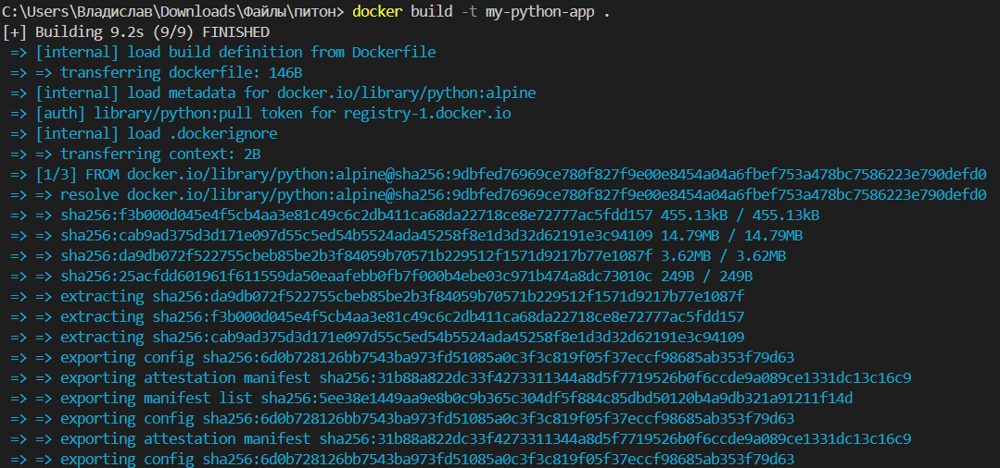 C:\Users\Владислав\Downloads\Файлы\питон> docker build -t my-python-app .
[+] Building 9.2s (9/9) FINISHED
=> [internal] load build definition from Dockerfile
=> => transferring dockerfile: 146B
=> [internal] load metadata for docker.io/library/python:alpine
=> [auth] library/python:pull token for registry-1.docker.io
=> [internal] load .dockerignore
=> => transferring context: 2B
=> [1/3] FROM docker.io/library/python:alpine@sha256:9dbfed76969ce780f827f9e00e8454a04a6fbef753a478bc7586223e790defd0
=> => resolve docker.io/library/python:alpine@sha256:9dbfed76969ce780f827f9e00e8454a04a6fbef753a478bc7586223e790defd0
=> => sha256:f3b000d045e4f5cb4aa3e81c49c6c2db411ca68da22718ce8e72777ac5fdd157 455.13kB / 455.13kB
=> => sha256:cab9ad375d3d171e097d55c5ed54b5524ada45258f8e1d3d32d62191e3c94109 14.79MB / 14.79MB
=> => sha256:da9db072f522755cbeb85be2b3f84059b70571b229512f1571d9217b77e1087f 3.62MB / 3.62MB
=> => sha256:25acfdd601961f611559da50eaafebb0fb7f000b4ebe03c971b474a8dc73010c 249B / 249B
=> => extracting sha256:da9db072f522755cbeb85be2b3f84059b70571b229512f1571d9217b77e1087f
=> => extracting sha256:f3b000d045e4f5cb4aa3e81c49c6c2db411ca68da22718ce8e72777ac5fdd157
=> => extracting sha256:cab9ad375d3d171e097d55c5ed54b5524ada45258f8e1d3d32d62191e3c94109
=> => exporting config sha256:6d0b728126bb7543ba973fd51085a0c3f3c819f05f37eccf98685ab353f79d63
=> => exporting attestation manifest sha256:31b88a822dc33f4273311344a8d5f7719526b0f6ccde9a089ce1331dc13c16c9
=> => exporting manifest list sha256:5ee38e1449aa9e8b0c9b365c304df5f884c85dbd50120b4a9db321a91211f14d
=> => exporting config sha256:6d0b728126bb7543ba973fd51085a0c3f3c819f05f37eccf98685ab353f79d63
=> => exporting attestation manifest sha256:31b88a822dc33f4273311344a8d5f7719526b0f6ccde9a089ce1331dc13c16c9
=> => exporting config sha256:6d0b728126bb7543ba973fd51085a0c3f3c819f05f37eccf98685ab353f79d63